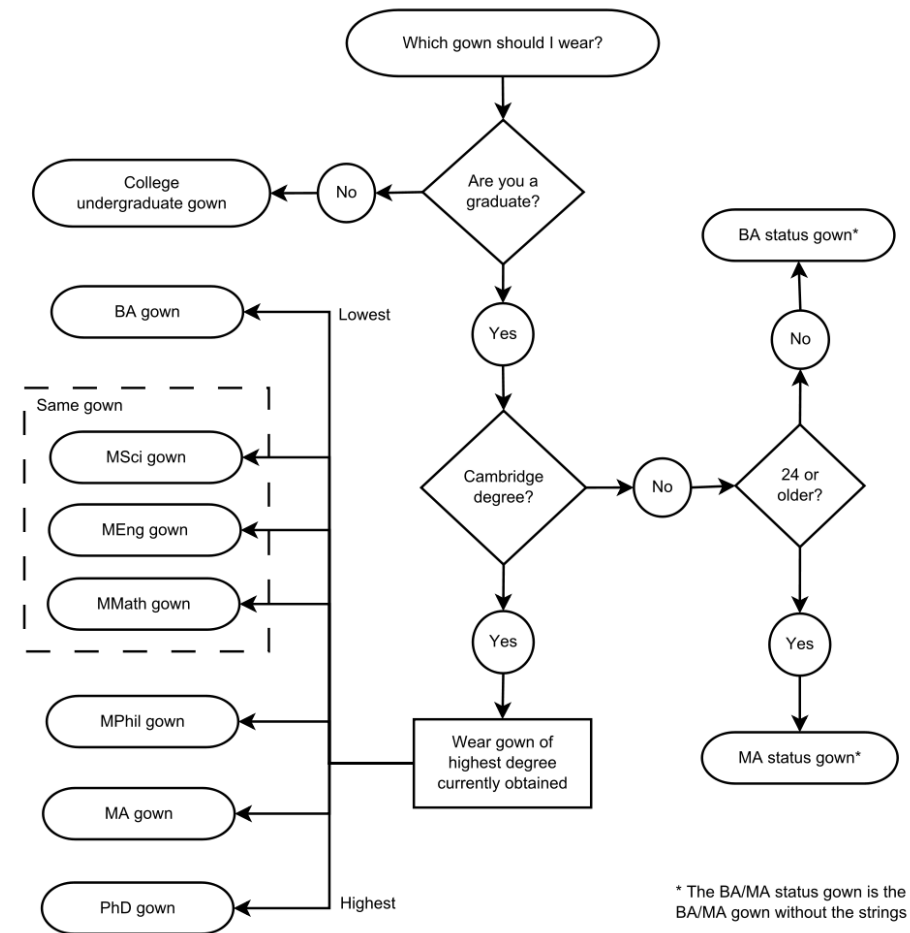 Which gown should I wear?
Are you a
graduate?
No
College
undergraduate gown
BA status gown*
BA gown
Lowest
Yes
No
Same gown
MSci gown
Cambridge
degree?
No
24 or
older?
MEng gown
MMath gown
Yes
Yes
MPhil gown
Wear gown of
highest degree
currently obtained
MA status gown*
MA gown
PhD gown
Highest
* The BA/MA status gown is the
BA/MA gown without the strings